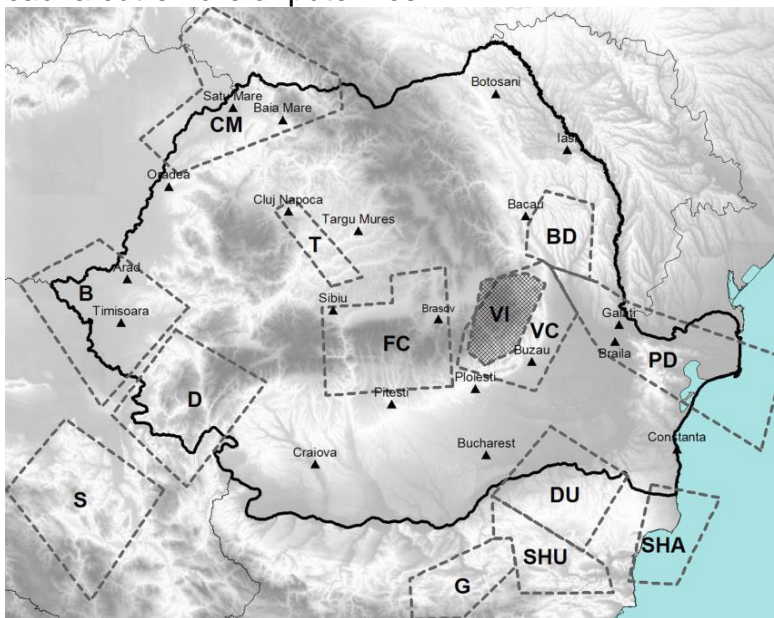 Botosani
Satu Mare
Baia Mare
CM
Iasi
Oradea
Cluj Napoca
Bacau
Targu Mures
T
BD
Arad
B
Timisoara
Sibiu
Brasov
VI
VC
Galati
FC
Buzau
Braila
PD
Ploiesti
D
Pitesti
Craiova
Bucharest
Constanta
S
DU
SHU
SHA
G